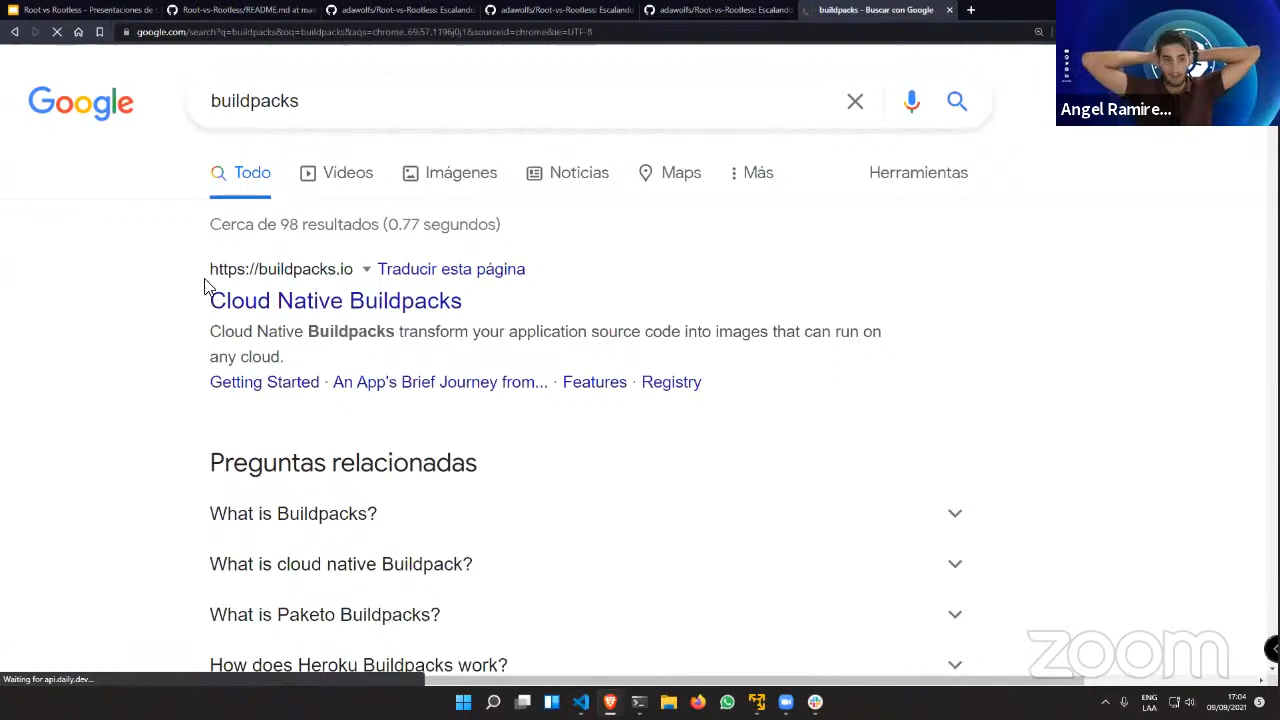 Root vs Rootless - Presentaciones de
Root-vs-Rootless/README.md at ma
adawolfs/Root-vs-Rootless: Escalando
adawolfs/Root-vs-Rootless: Escalando
adawolfs/Root-vs-Rootless: Escalando
buildpacks - Buscar con Google
google.com/search?q=buildpacks&oq=buildpacks&aqs=chrome..69i57.1196j0j1&sourceid=chrome&ie=UTF-8
Google
buildpacks
Angel Ramire...
Todo
Vídeos
Imágenes
Noticias
Maps
Más
Herramientas
Cerca de 98 resultados (0.77 segundos)
https://buildpacks.io
Traducir esta página
Cloud Native Buildpacks
Cloud Native Buildpacks transform your application source code into images that can run on
any cloud.
Getting Started · An App's Brief Journey from... · Features · Registry
Preguntas relacionadas
What is Buildpacks?
What is cloud native Buildpack?
What is Paketo Buildpacks?
How does Heroku Buildpacks work?
zoom
Waiting for api.daily.dev...
ENG
LAA
17:04
09/09/2021
5